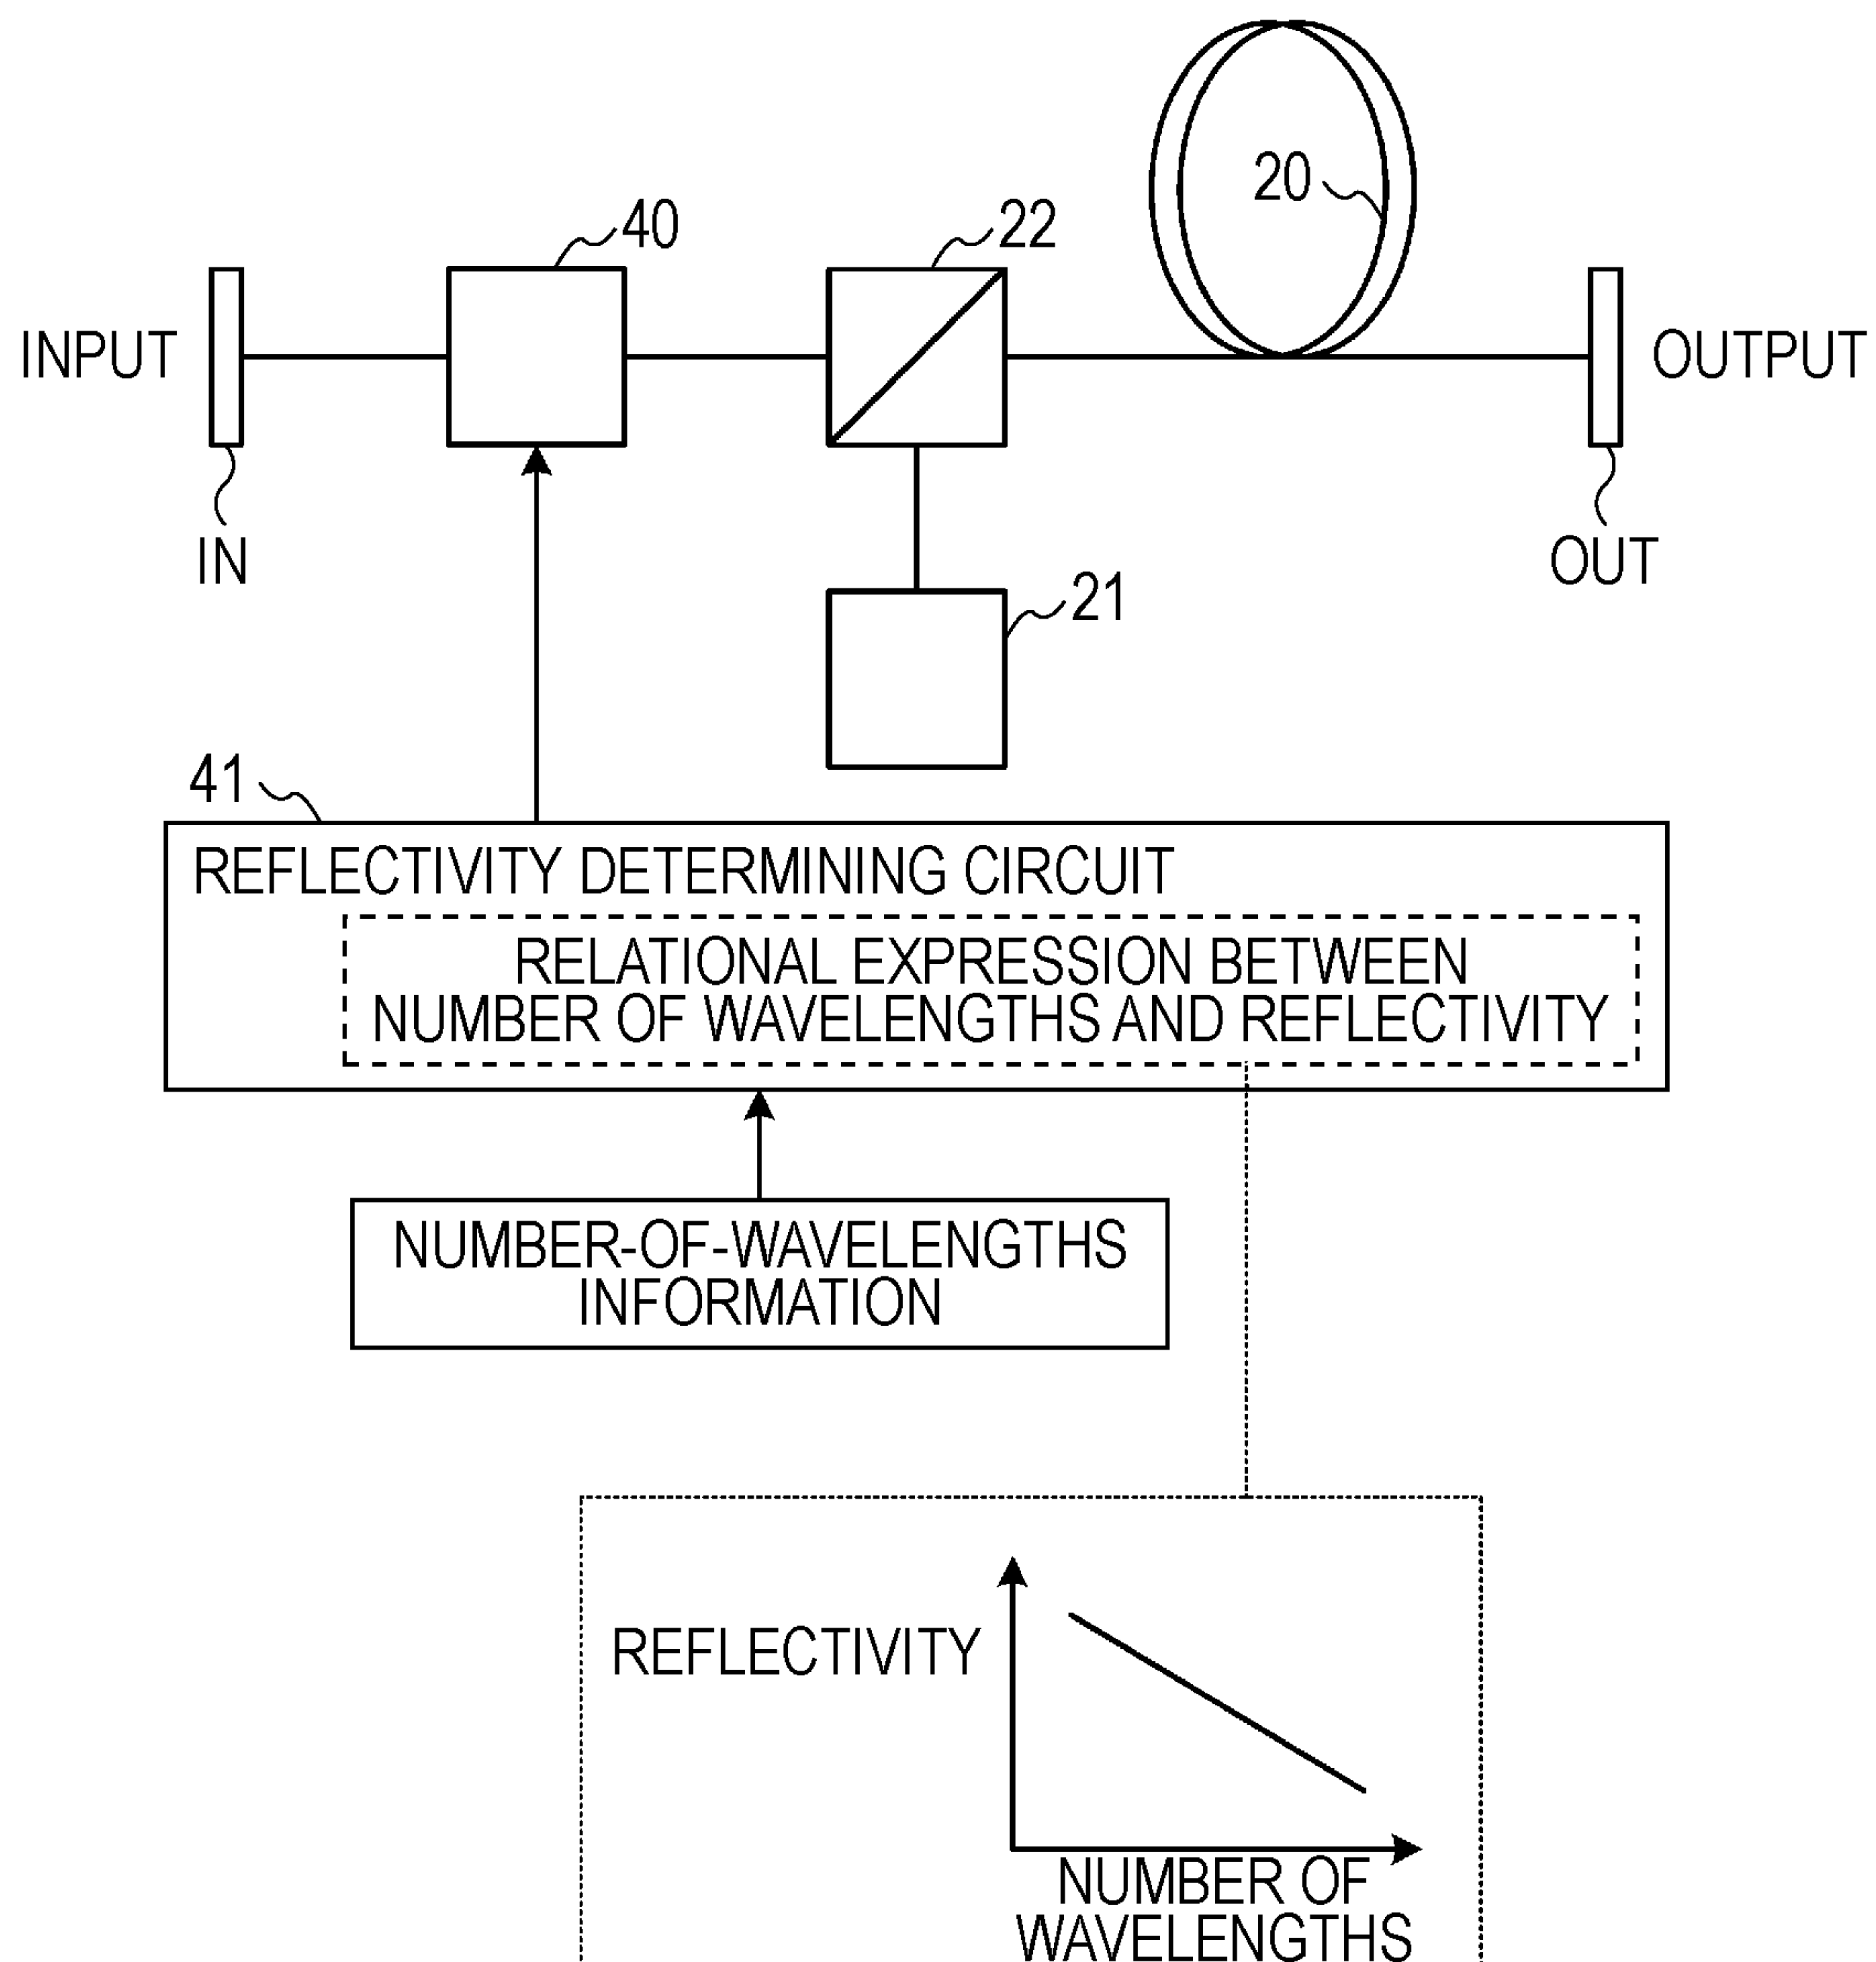 20
40
22
INPUT
OUTPUT
IN
OUT
21
41
REFLECTIVITY DETERMINING CIRCUIT
RELATIONAL EXPRESSION BETWEEN
NUMBER OF WAVELENGTHS AND REFLECTIVITY
NUMBER-OF-WAVELENGTHS
INFORMATION
REFLECTIVITY
NUMBER OF
WAVELENGTHS